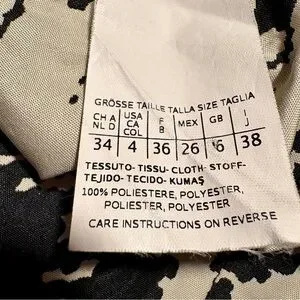 GRÖSSE TAILLE TALLA SIZE TAGLIA
CH A NL D USA CA COL F B MEX GB I J
34 4 36 26 6 38
TESSUTO-TISSU-CLOTH-STOFF-
TEJIDO-TECIDO-KUMAŞ
100% POLIESTERE, POLYESTER,
POLIESTER, POLYESTER
CARE INSTRUCTIONS ON REVERSE